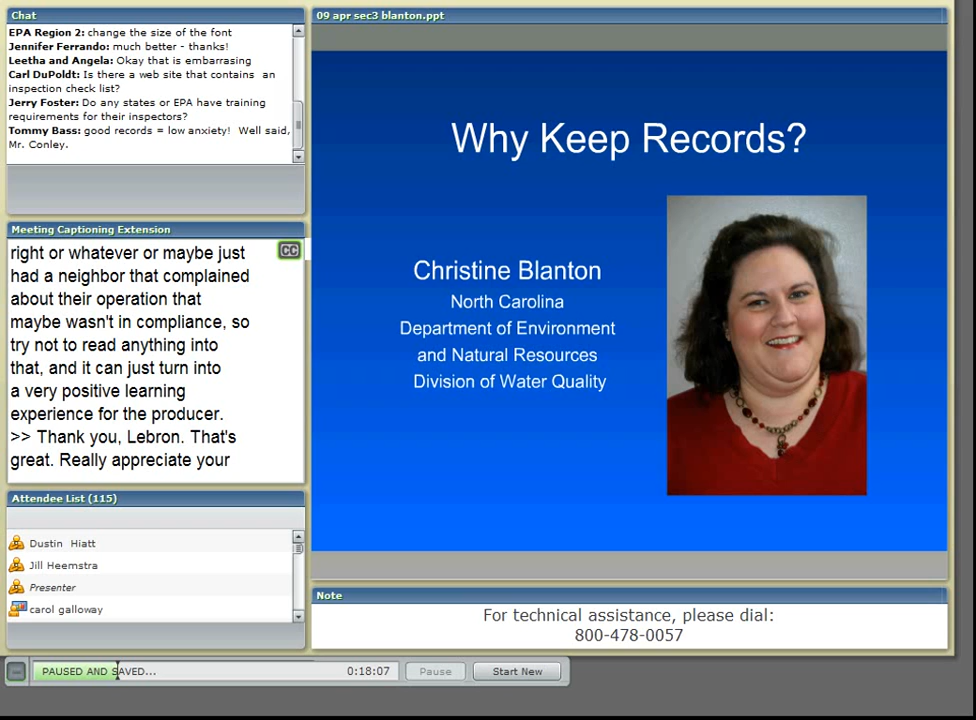 Chat
EPA Region 2: change the size of the font
Jennifer Ferrando: much better - thanks!
Leetha and Angela: Okay that is embarrasing
Carl DuPoldt: Is there a web site that contains an
inspection check list?
Jerry Foster: Do any states or EPA have training
requirements for their inspectors?
Tommy Bass: good records = low anxiety! Well said,
Mr. Conley.
Meeting Captioning Extension
CC
right or whatever or maybe just
had a neighbor that complained
about their operation that
maybe wasn't in compliance, so
try not to read anything into
that, and it can just turn into
a very positive learning
experience for the producer.
>> Thank you, Lebron. That's
great. Really appreciate your
Attendee List (115)
Dustin Hiatt
Jill Heemstra
Presenter
carol galloway
09 apr sec3 blanton.ppt
Why Keep Records?
Christine Blanton
North Carolina
Department of Environment
and Natural Resources
Division of Water Quality
Note
For technical assistance, please dial:
800-478-0057
PAUSED AND SAVED... 0:18:07 Pause Start New